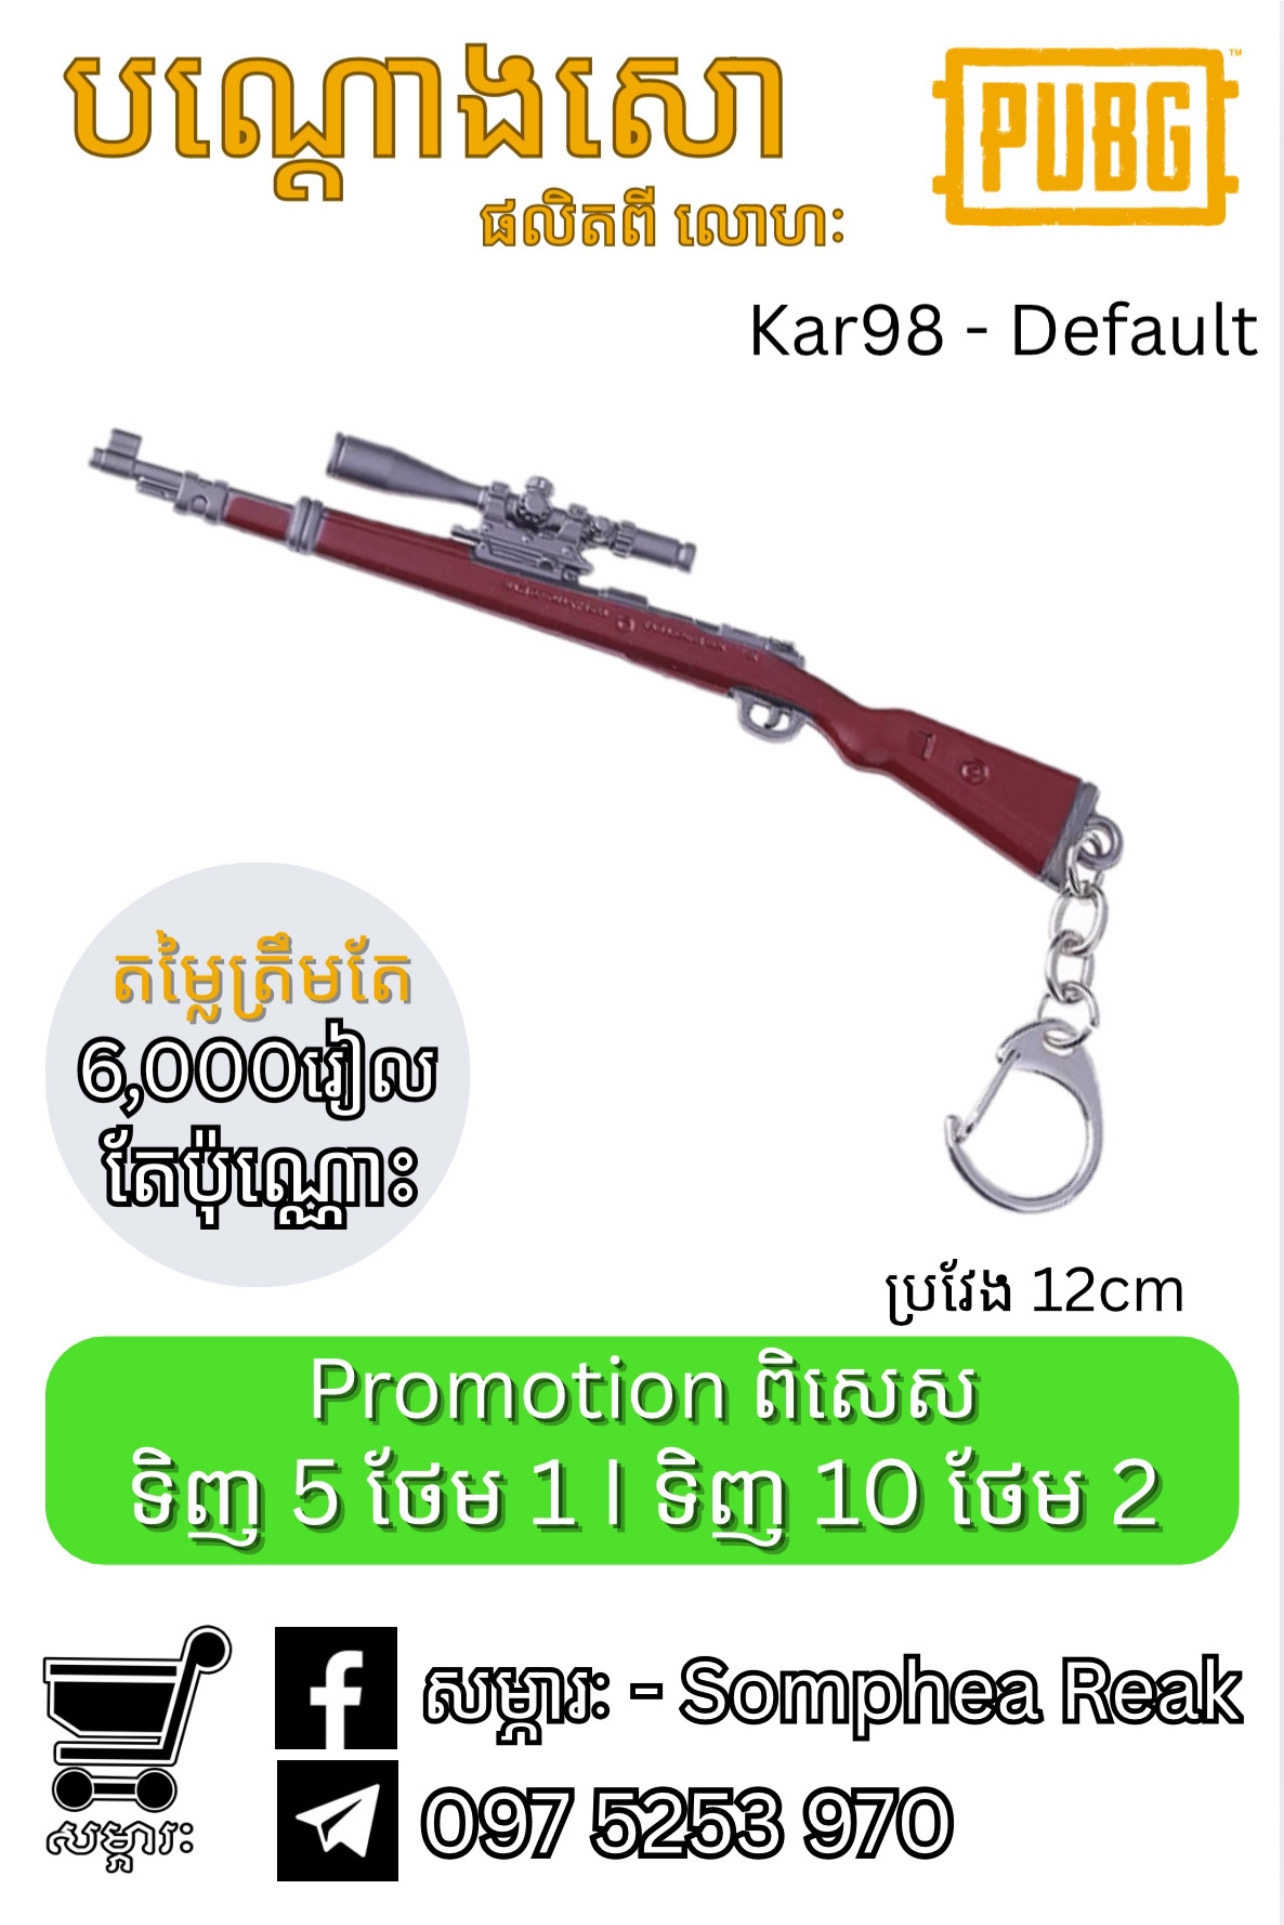 បណ្តោងសោ
ផលិតពី លោហៈ
PUBG™
Kar98 - Default
តម្លៃត្រឹមតែ
6,000រៀល
តែប៉ុណ្ណោះ
ប្រវែង 12cm
Promotion ពិសេស
ទិញ 5 ថែម 1 | ទិញ 10 ថែម 2
សម្ភារៈ - Somphea Reak
097 5253 970
សម្ភារៈ